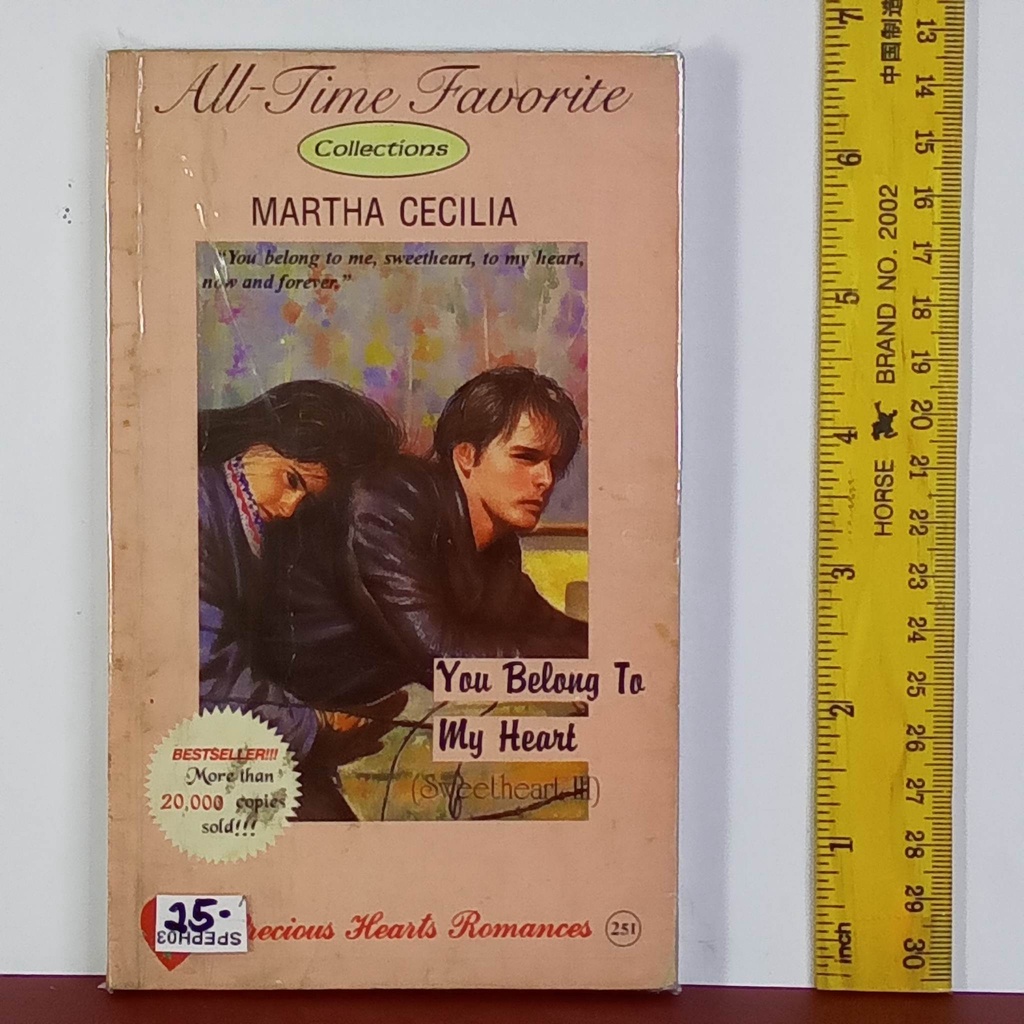 All-Time Favorite
Collections
MARTHA CECILIA
"You belong to me, sweetheart, to my heart,
now and forever."
You Belong To
My Heart
(Sweetheart III)
BESTSELLER!!!
More than
20,000 copies
sold!!!
25-
SPEPH03
recious Hearts Romances 251
7 6 5 4 3 2 1
inch
中国制造
HORSE BRAND NO. 2002
13 14 15 16 17 18 19 20 21 22 23 24 25 26 27 28 29 30